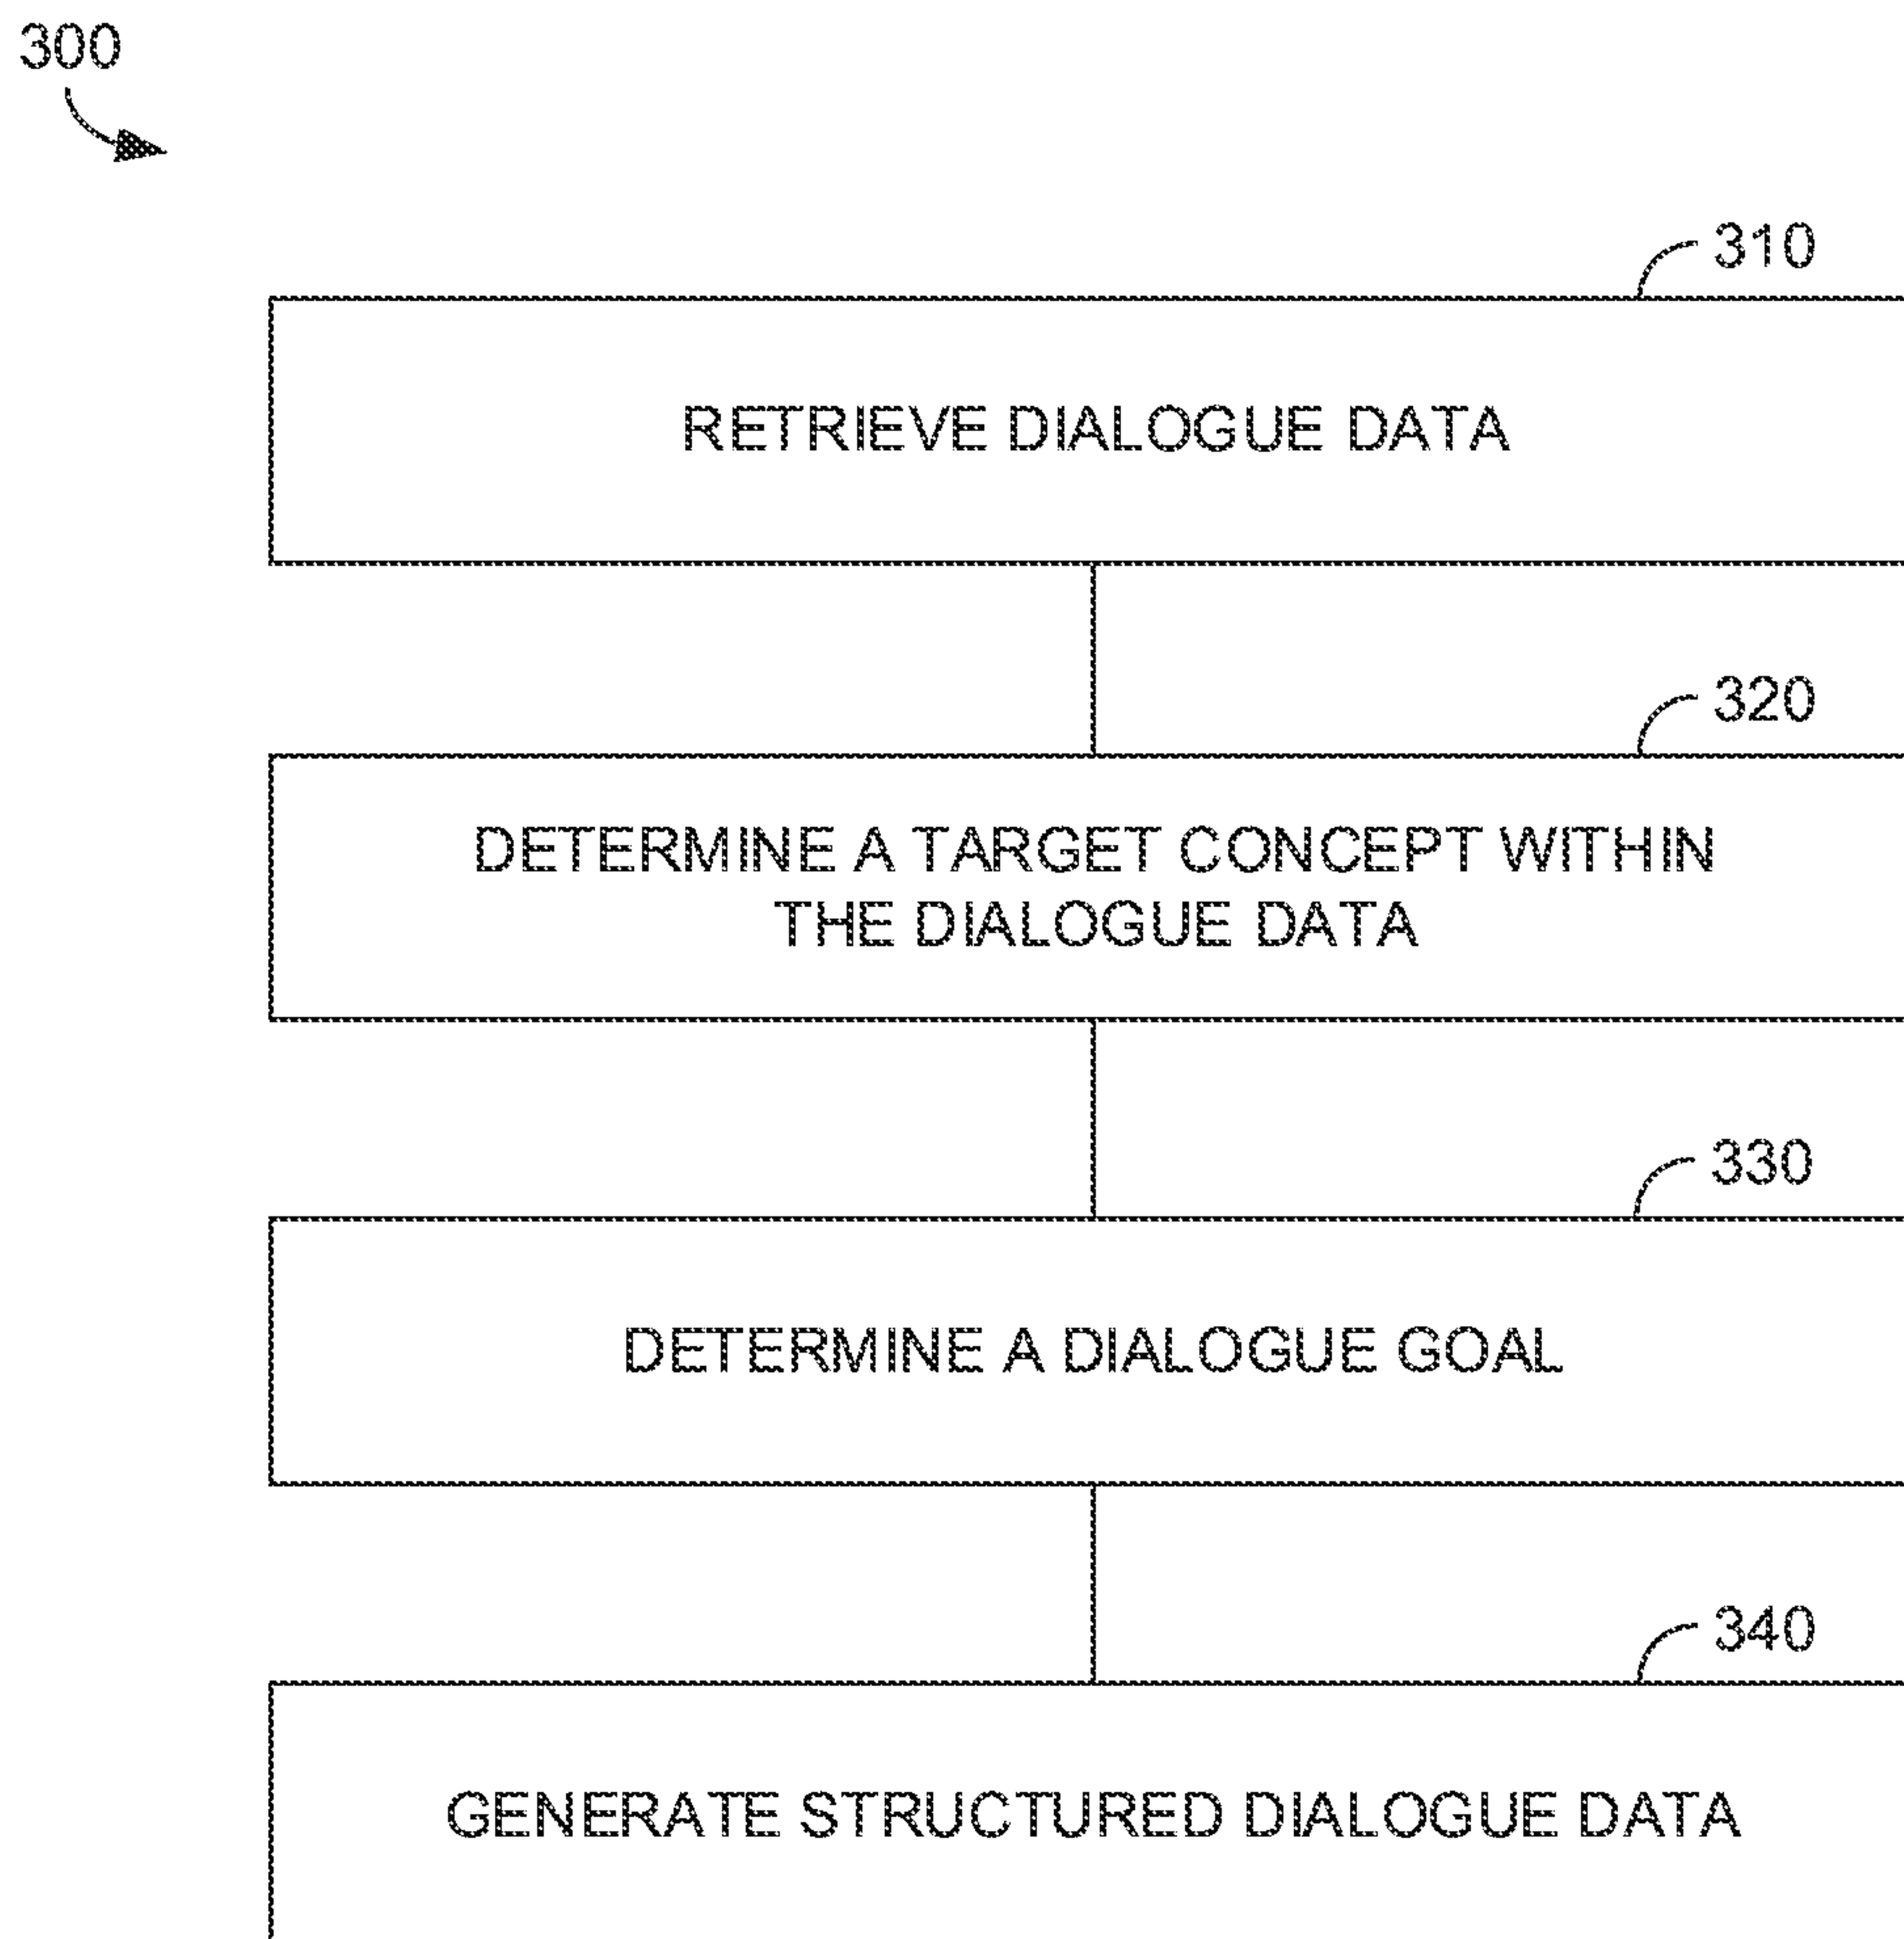 300
310
RETRIEVE DIALOGUE DATA
320
DETERMINE A TARGET CONCEPT WITHIN
THE DIALOGUE DATA
330
DETERMINE A DIALOGUE GOAL
340
GENERATE STRUCTURED DIALOGUE DATA